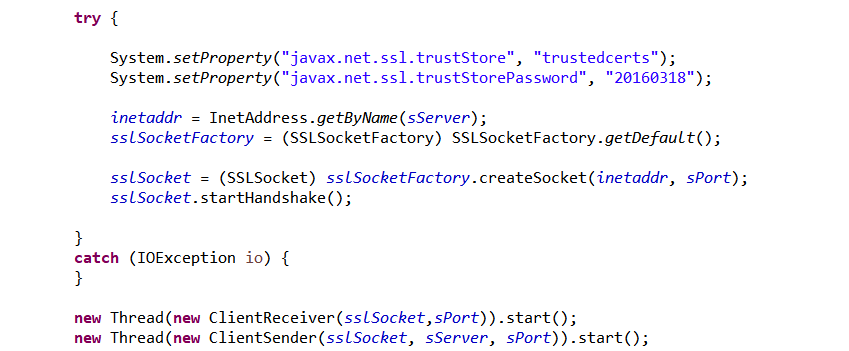 try {
System.setProperty("javax.net.ssl.trustStore", "trustedcerts");
System.setProperty("javax.net.ssl.trustStorePassword", "20160318");
inetaddr = InetAddress.getByName(sServer);
sslSocketFactory = (SSLSocketFactory) SSLSocketFactory.getDefault();
sslSocket = (SSLSocket) sslSocketFactory.createSocket(inetaddr, sPort);
sslSocket.startHandshake();
}
catch (IOException io) {
}
new Thread(new ClientReceiver(sslSocket,sPort)).start();
new Thread(new ClientSender(sslSocket, sServer, sPort)).start();